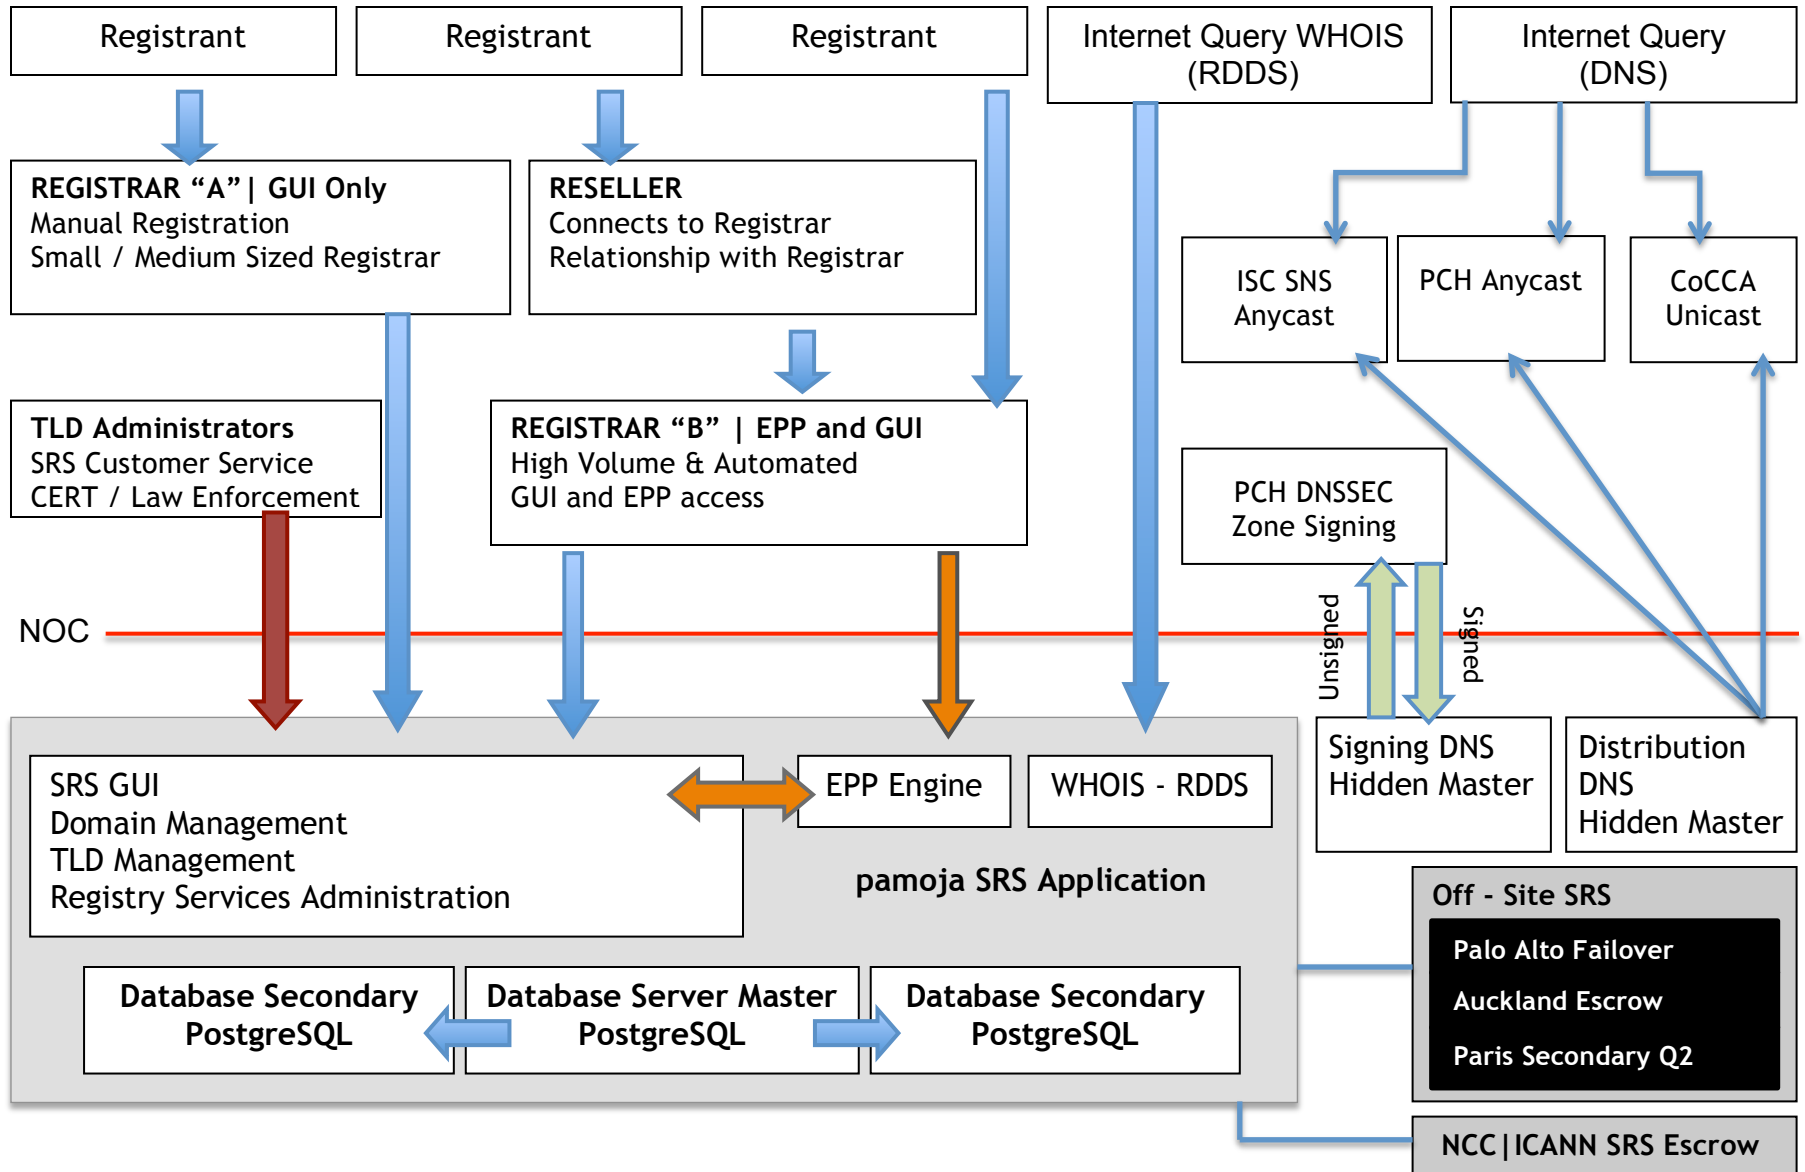 Registrant
Registrant
Registrant
Internet Query WHOIS
(RDDS)
Internet Query
(DNS)
REGISTRAR “A”| GUI Only
Manual Registration
Small / Medium Sized Registrar
RESELLER
Connects to Registrar
Relationship with Registrar
ISC SNS
Anycast
PCH Anycast
CoCCA
Unicast
TLD Administrators
SRS Customer Service
CERT / Law Enforcement
REGISTRAR “B” | EPP and GUI
High Volume & Automated
GUI and EPP access
PCH DNSSEC
Zone Signing
Unsigned
Signed
NOC
SRS GUI
Domain Management
TLD Management
Registry Services Administration
EPP Engine
WHOIS - RDDS
pamoja SRS Application
Signing DNS
Hidden Master
Distribution
DNS
Hidden Master
Database Secondary
PostgreSQL
Database Server Master
PostgreSQL
Database Secondary
PostgreSQL
Off - Site SRS
Palo Alto Failover
Auckland Escrow
Paris Secondary Q2
NCC|ICANN SRS Escrow